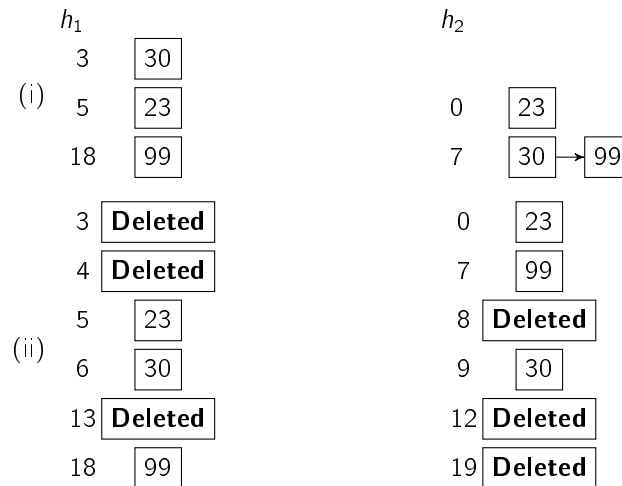 h₁ h₂
3 30
(i)
5 23 0 23
18 99 7 30 99
3 Deleted 0 23
4 Deleted 7 99
5 23 8 Deleted
(ii)
6 30 9 30
13 Deleted 12 Deleted
18 99 19 Deleted